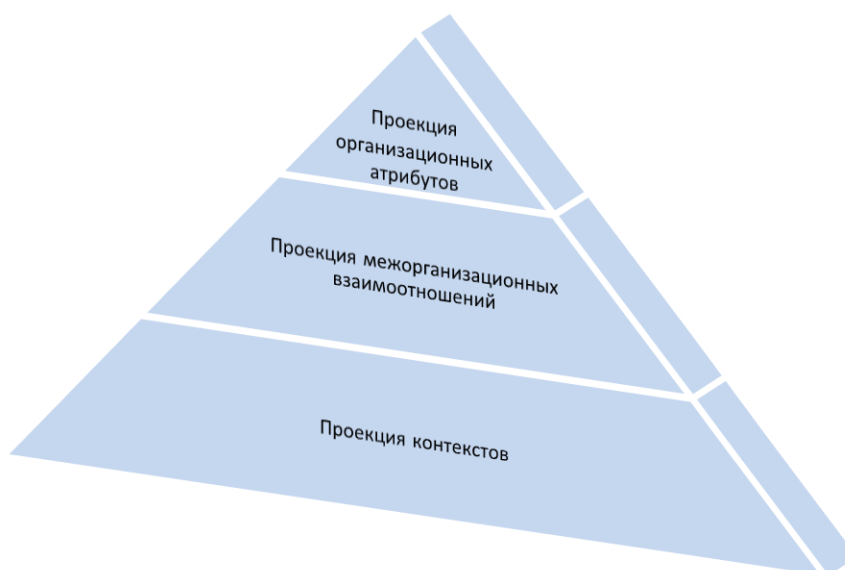 Проекция
организационных
атрибутов
Проекция межорганизационных
взаимоотношений
Проекция контекстов